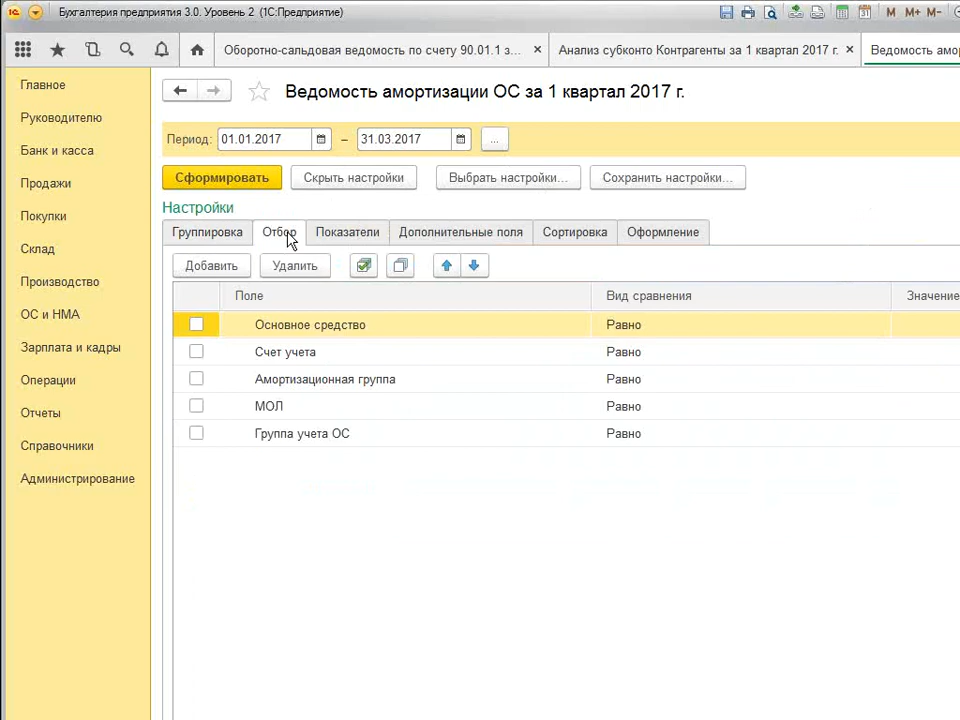 Бухгалтерия предприятия 3.0. Уровень 2 (1С:Предприятие)
M M+ M-
Оборотно-сальдовая ведомость по счету 90.01.1 з... ×
Анализ субконто Контрагенты за 1 квартал 2017 г. ×
Ведомость амо
Главное
Руководителю
Банк и касса
Продажи
Покупки
Склад
Производство
ОС и НМА
Зарплата и кадры
Операции
Отчеты
Справочники
Администрирование
Ведомость амортизации ОС за 1 квартал 2017 г.
Период: 01.01.2017 – 31.03.2017 ...
Сформировать Скрыть настройки Выбрать настройки... Сохранить настройки...
Настройки
Группировка Отбор Показатели Дополнительные поля Сортировка Оформление
Добавить Удалить
Поле Вид сравнения Значение
Основное средство Равно
Счет учета Равно
Амортизационная группа Равно
МОЛ Равно
Группа учета ОС Равно